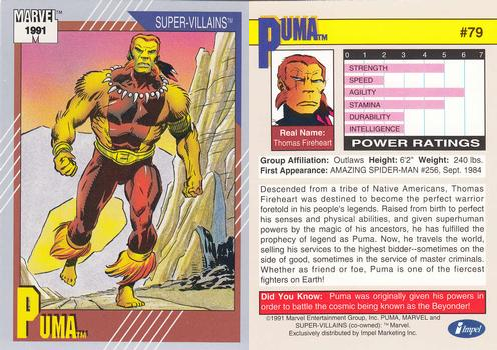 MARVEL
1991
M
SUPER-VILLAINS™
PUMA™
PUMA™
#79
0 1 2 3 4 5 6 7
STRENGTH
SPEED
AGILITY
STAMINA
DURABILITY
INTELLIGENCE
POWER RATINGS
Real Name:
Thomas Fireheart
Group Affiliation: Outlaws Height: 6'2" Weight: 240 lbs.
First Appearance: AMAZING SPIDER-MAN #256, Sept. 1984
Descended from a tribe of Native Americans, Thomas
Fireheart was destined to become the perfect warrior
foretold in his people's legends. Raised from birth to perfect
his senses and physical abilities, and given superhuman
powers by the magic of his ancestors, he has fulfilled the
prophecy of legend as Puma. Now, he travels the world,
selling his services to the highest bidder--sometimes on the
side of good, sometimes in the service of master criminals.
Whether as friend or foe, Puma is one of the fiercest
fighters on Earth!
Did You Know: Puma was originally given his powers in
order to battle the cosmic being known as the Beyonder!
©1991 Marvel Entertainment Group, Inc. PUMA, MARVEL and
SUPER-VILLAINS (co-owned): ™ Marvel.
Exclusively distributed by Impel Marketing Inc.
impel